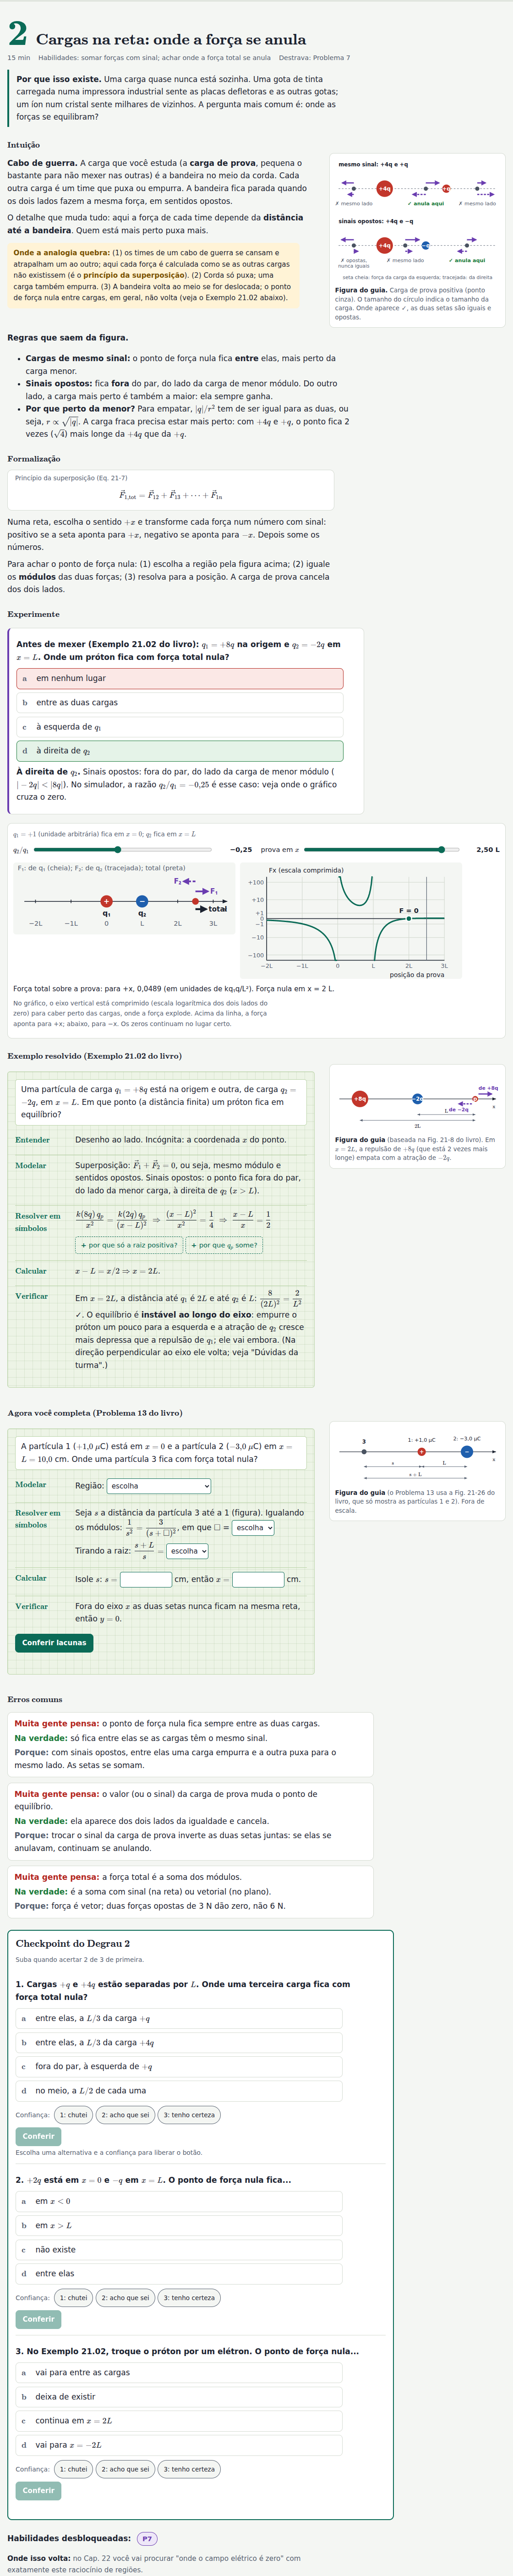 2 Cargas na reta: onde a força se anula
15 min Habilidades: somar forças com sinal; achar onde a força total se anula Destrava: Problema 7
Por que isso existe. Uma carga quase nunca está sozinha. Uma gota de tinta
carregada numa impressora industrial sente as placas defletoras e as outras gotas;
um íon num cristal sente milhares de vizinhos. A pergunta mais comum é: onde as
forças se equilibram?
Intuição
Cabo de guerra. A carga que você estuda (a carga de prova, pequena o
bastante para não mexer nas outras) é a bandeira no meio da corda. Cada
outra carga é um time que puxa ou empurra. A bandeira fica parada quando
os dois lados fazem a mesma força, em sentidos opostos.
O detalhe que muda tudo: aqui a força de cada time depende da distância
até a bandeira. Quem está mais perto puxa mais.
Onde a analogia quebra: (1) os times de um cabo de guerra se cansam e
atrapalham um ao outro; aqui cada força é calculada como se as outras cargas
não existissem (é o princípio da superposição). (2) Corda só puxa; uma
carga também empurra. (3) A bandeira volta ao meio se for deslocada; o ponto
de força nula entre cargas, em geral, não volta (veja o Exemplo 21.02 abaixo).
mesmo sinal: +4q e +q
+4q
+q
✗ mesmo lado ✓ anula aqui ✗ mesmo lado
sinais opostos: +4q e −q
+4q
−q
✗ opostas,
nunca iguais
✗ mesmo lado ✓ anula aqui
seta cheia: força da carga da esquerda; tracejada: da direita
Figura do guia. Carga de prova positiva (ponto
cinza). O tamanho do círculo indica o tamanho da
carga. Onde aparece ✓, as duas setas são iguais e
opostas.
Regras que saem da figura.
• Cargas de mesmo sinal: o ponto de força nula fica entre elas, mais perto da
carga menor.
• Sinais opostos: fica fora do par, do lado da carga de menor módulo. Do outro
lado, a carga mais perto é também a maior: ela sempre ganha.
• Por que perto da menor? Para empatar, |q|/r² tem de ser igual para as duas, ou
seja, r ∝ √|q|. A carga fraca precisa estar mais perto: com +4q e +q, o ponto fica 2
vezes (√4) mais longe da +4q que da +q.
Formalização
Princípio da superposição (Eq. 21-7)
F⃗1,tot = F⃗12 + F⃗13 + ⋯ + F⃗1n
Numa reta, escolha o sentido +x e transforme cada força num número com sinal:
positivo se a seta aponta para +x, negativo se aponta para −x. Depois some os
números.
Para achar o ponto de força nula: (1) escolha a região pela figura acima; (2) iguale
os módulos das duas forças; (3) resolva para a posição. A carga de prova cancela
dos dois lados.
Experimente
Antes de mexer (Exemplo 21.02 do livro): q₁ = +8q na origem e q₂ = −2q em
x = L. Onde um próton fica com força total nula?
a em nenhum lugar
b entre as duas cargas
c à esquerda de q₁
d à direita de q₂
À direita de q₂. Sinais opostos: fora do par, do lado da carga de menor módulo (
|−2q| < |8q|). No simulador, a razão q₂/q₁ = −0,25 é esse caso: veja onde o gráfico
cruza o zero.
q₁ = +1 (unidade arbitrária) fica em x = 0; q₂ fica em x = L
q₂/q₁ −0,25 prova em x 2,50 L
F₁: de q₁ (cheia); F₂: de q₂ (tracejada); total (preta)
F₂
F₁
+
−
total
q₁ q₂
−2L −1L 0 L 2L 3L
Fx (escala comprimida)
+100
+10
+1
0
−1
−10
−100
F = 0
−2L −1L 0 L 2L 3L
posição da prova
Força total sobre a prova: para +x, 0,0489 (em unidades de kq₁q/L²). Força nula em x = 2 L.
No gráfico, o eixo vertical está comprimido (escala logarítmica dos dois lados do
zero) para caber perto das cargas, onde a força explode. Acima da linha, a força
aponta para +x; abaixo, para −x. Os zeros continuam no lugar certo.
Exemplo resolvido (Exemplo 21.02 do livro)
Uma partícula de carga q₁ = +8q está na origem e outra, de carga q₂ =
−2q, em x = L. Em que ponto (a distância finita) um próton fica em
equilíbrio?
Entender Desenho ao lado. Incógnita: a coordenada x do ponto.
Modelar Superposição: F⃗₁ + F⃗₂ = 0, ou seja, mesmo módulo e
sentidos opostos. Sinais opostos: o ponto fica fora do par,
do lado da menor carga, à direita de q₂ (x > L).
Resolver em símbolos k(8q) qp / x² = k(2q) qp / (x − L)² ⇒ (x − L)² / x² = 1/4 ⇒ (x − L)/x = 1/2
+ por que só a raiz positiva? + por que qp some?
Calcular x − L = x/2 ⇒ x = 2L.
Verificar Em x = 2L, a distância até q₁ é 2L e até q₂ é L: 8/(2L)² = 2/L²
✓. O equilíbrio é instável ao longo do eixo: empurre o
próton um pouco para a esquerda e a atração de q₂ cresce
mais depressa que a repulsão de q₁; ele vai embora. (Na
direção perpendicular ao eixo ele volta; veja "Dúvidas da
turma".)
+8q
−2q
p
de +8q
de −2q
x
L
2L
Figura do guia (baseada na Fig. 21-8 do livro). Em
x = 2L, a repulsão de +8q (que está 2 vezes mais
longe) empata com a atração de −2q.
Agora você completa (Problema 13 do livro)
A partícula 1 (+1,0 μC) está em x = 0 e a partícula 2 (−3,0 μC) em x =
L = 10,0 cm. Onde uma partícula 3 fica com força total nula?
Modelar Região: escolha
Resolver em símbolos Seja s a distância da partícula 3 até a 1 (figura). Igualando
os módulos: 1/s² = 3/(s + □)², em que □ = escolha
Tirando a raiz: (s + L)/s = escolha
Calcular Isole s: s = cm, então x = cm.
Verificar Fora do eixo x as duas setas nunca ficam na mesma reta,
então y = 0.
Conferir lacunas
3
1: +1,0 μC
2: −3,0 μC
+
−
x
s
L
s + L
Figura do guia (o Problema 13 usa a Fig. 21-26 do
livro, que só mostra as partículas 1 e 2). Fora de
escala.
Erros comuns
Muita gente pensa: o ponto de força nula fica sempre entre as duas cargas.
Na verdade: só fica entre elas se as cargas têm o mesmo sinal.
Porque: com sinais opostos, entre elas uma carga empurra e a outra puxa para o
mesmo lado. As setas se somam.
Muita gente pensa: o valor (ou o sinal) da carga de prova muda o ponto de
equilíbrio.
Na verdade: ela aparece dos dois lados da igualdade e cancela.
Porque: trocar o sinal da carga de prova inverte as duas setas juntas: se elas se
anulavam, continuam se anulando.
Muita gente pensa: a força total é a soma dos módulos.
Na verdade: é a soma com sinal (na reta) ou vetorial (no plano).
Porque: força é vetor; duas forças opostas de 3 N dão zero, não 6 N.
Checkpoint do Degrau 2
Suba quando acertar 2 de 3 de primeira.
1. Cargas +q e +4q estão separadas por L. Onde uma terceira carga fica com
força total nula?
a entre elas, a L/3 da carga +q
b entre elas, a L/3 da carga +4q
c fora do par, à esquerda de +q
d no meio, a L/2 de cada uma
Confiança: 1: chutei 2: acho que sei 3: tenho certeza
Conferir
Escolha uma alternativa e a confiança para liberar o botão.
2. +2q está em x = 0 e −q em x = L. O ponto de força nula fica...
a em x < 0
b em x > L
c não existe
d entre elas
Confiança: 1: chutei 2: acho que sei 3: tenho certeza
Conferir
3. No Exemplo 21.02, troque o próton por um elétron. O ponto de força nula...
a vai para entre as cargas
b deixa de existir
c continua em x = 2L
d vai para x = −2L
Confiança: 1: chutei 2: acho que sei 3: tenho certeza
Conferir
Habilidades desbloqueadas: P7
Onde isso volta: no Cap. 22 você vai procurar "onde o campo elétrico é zero" com
exatamente este raciocínio de regiões.